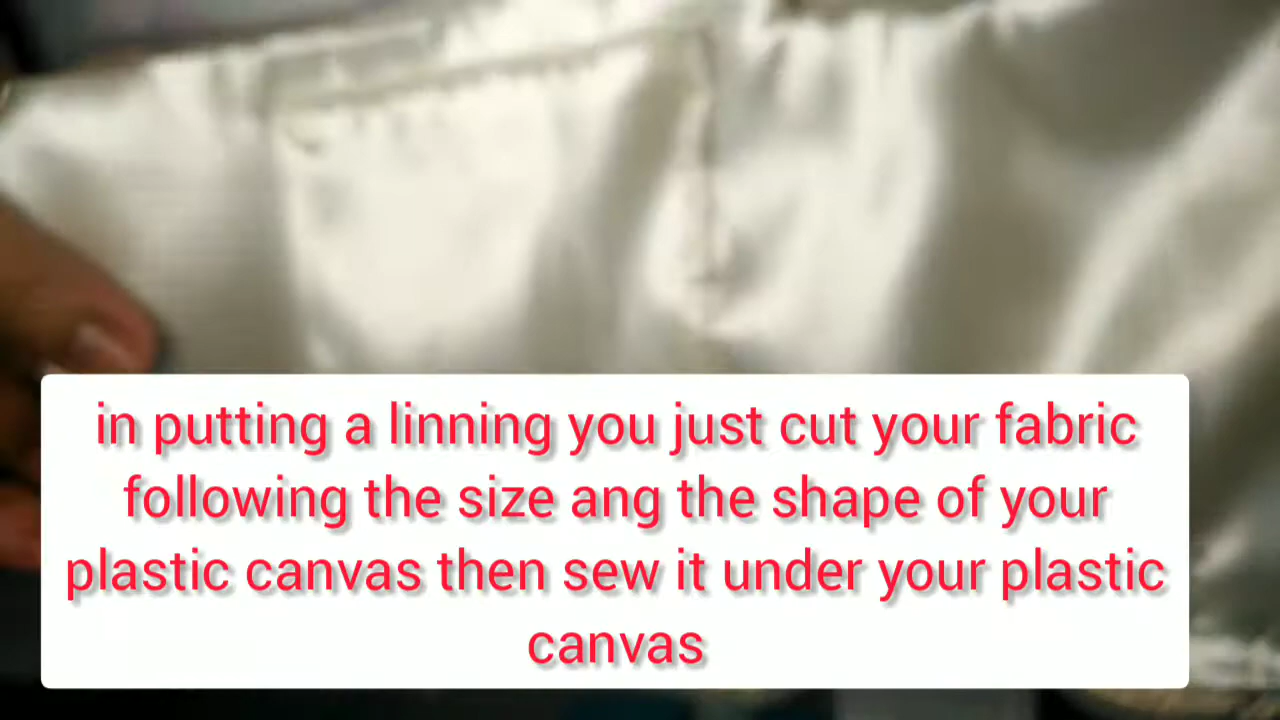 in putting a linning you just cut your fabric
following the size ang the shape of your
plastic canvas then sew it under your plastic
canvas